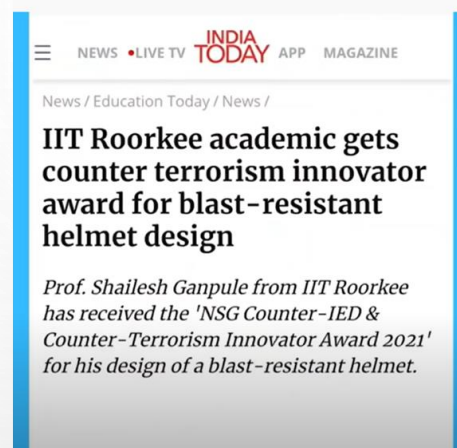 NEWS •LIVE TV INDIA TODAY APP MAGAZINE
News / Education Today / News /
IIT Roorkee academic gets
counter terrorism innovator
award for blast-resistant
helmet design
Prof. Shailesh Ganpule from IIT Roorkee
has received the 'NSG Counter-IED &
Counter-Terrorism Innovator Award 2021'
for his design of a blast-resistant helmet.